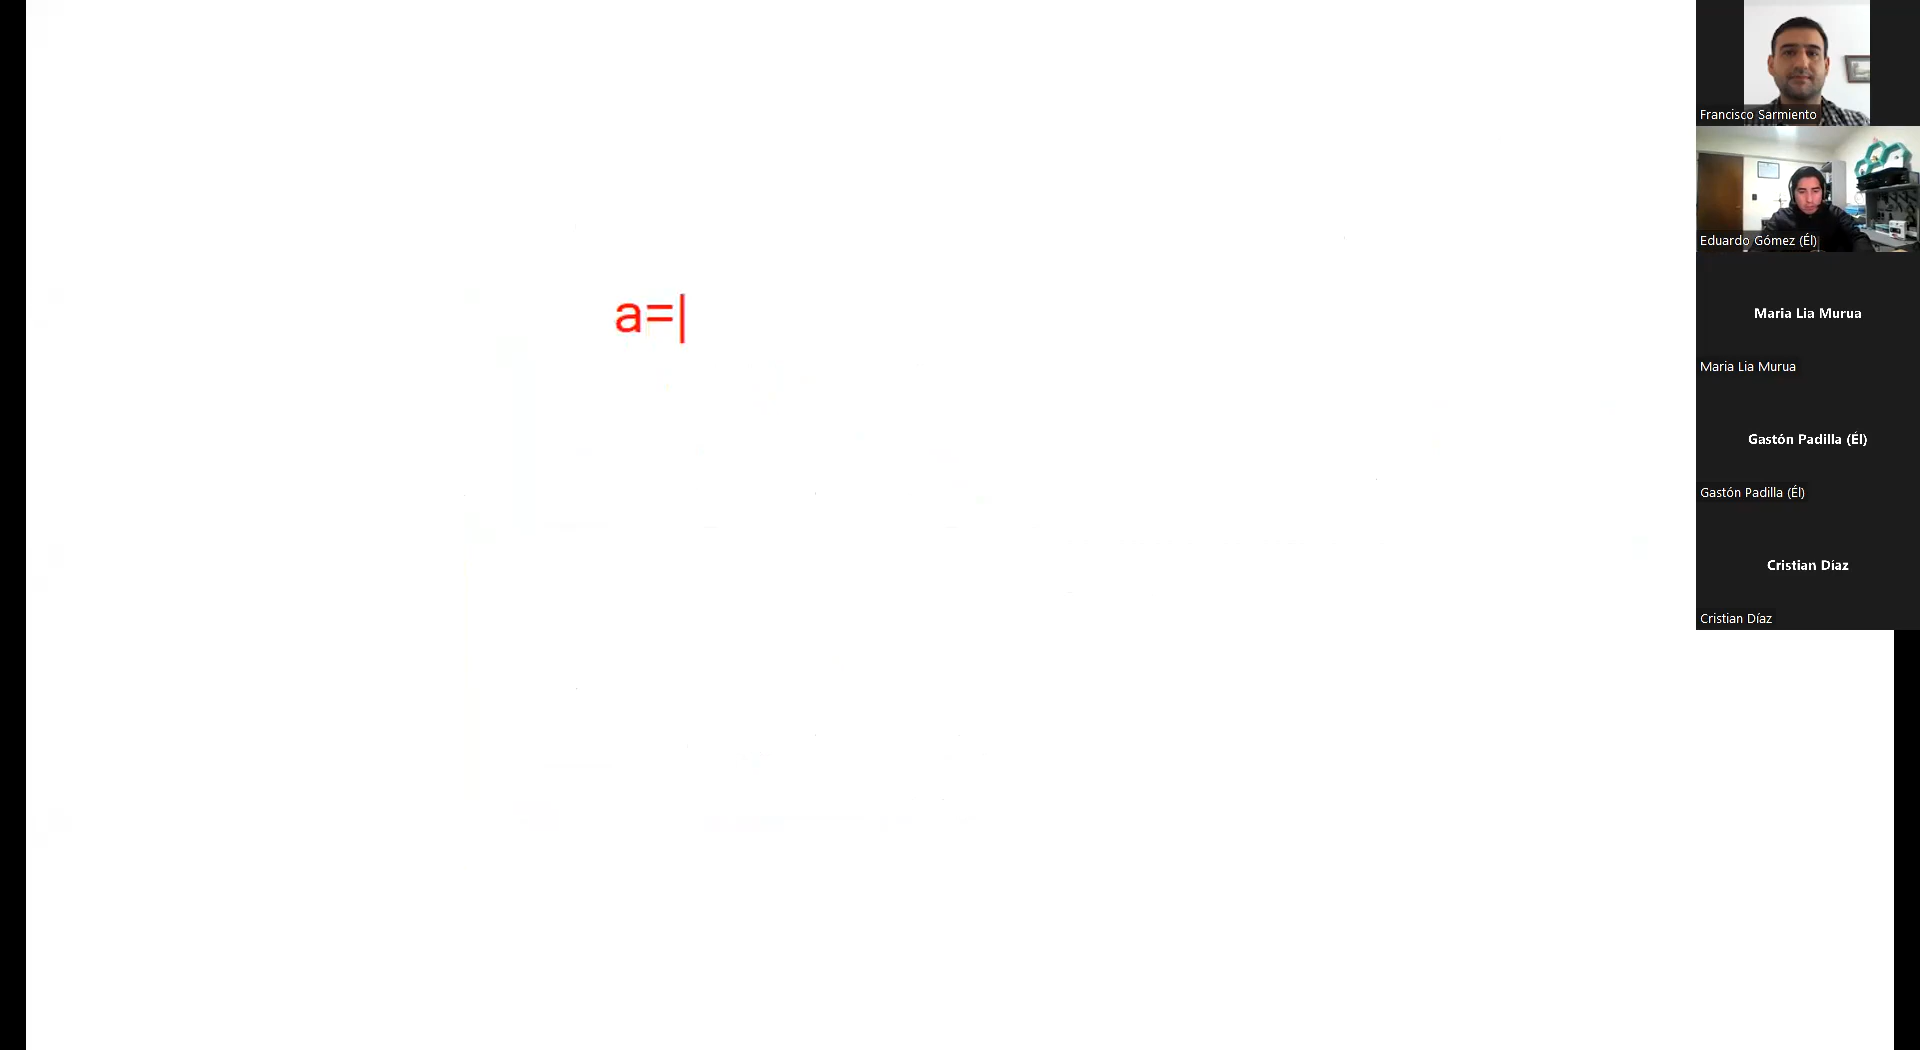 a=|
Francisco Sarmiento
Eduardo Gómez (Él)
Maria Lia Murua
Maria Lia Murua
Gastón Padilla (Él)
Gastón Padilla (Él)
Cristian Díaz
Cristian Díaz